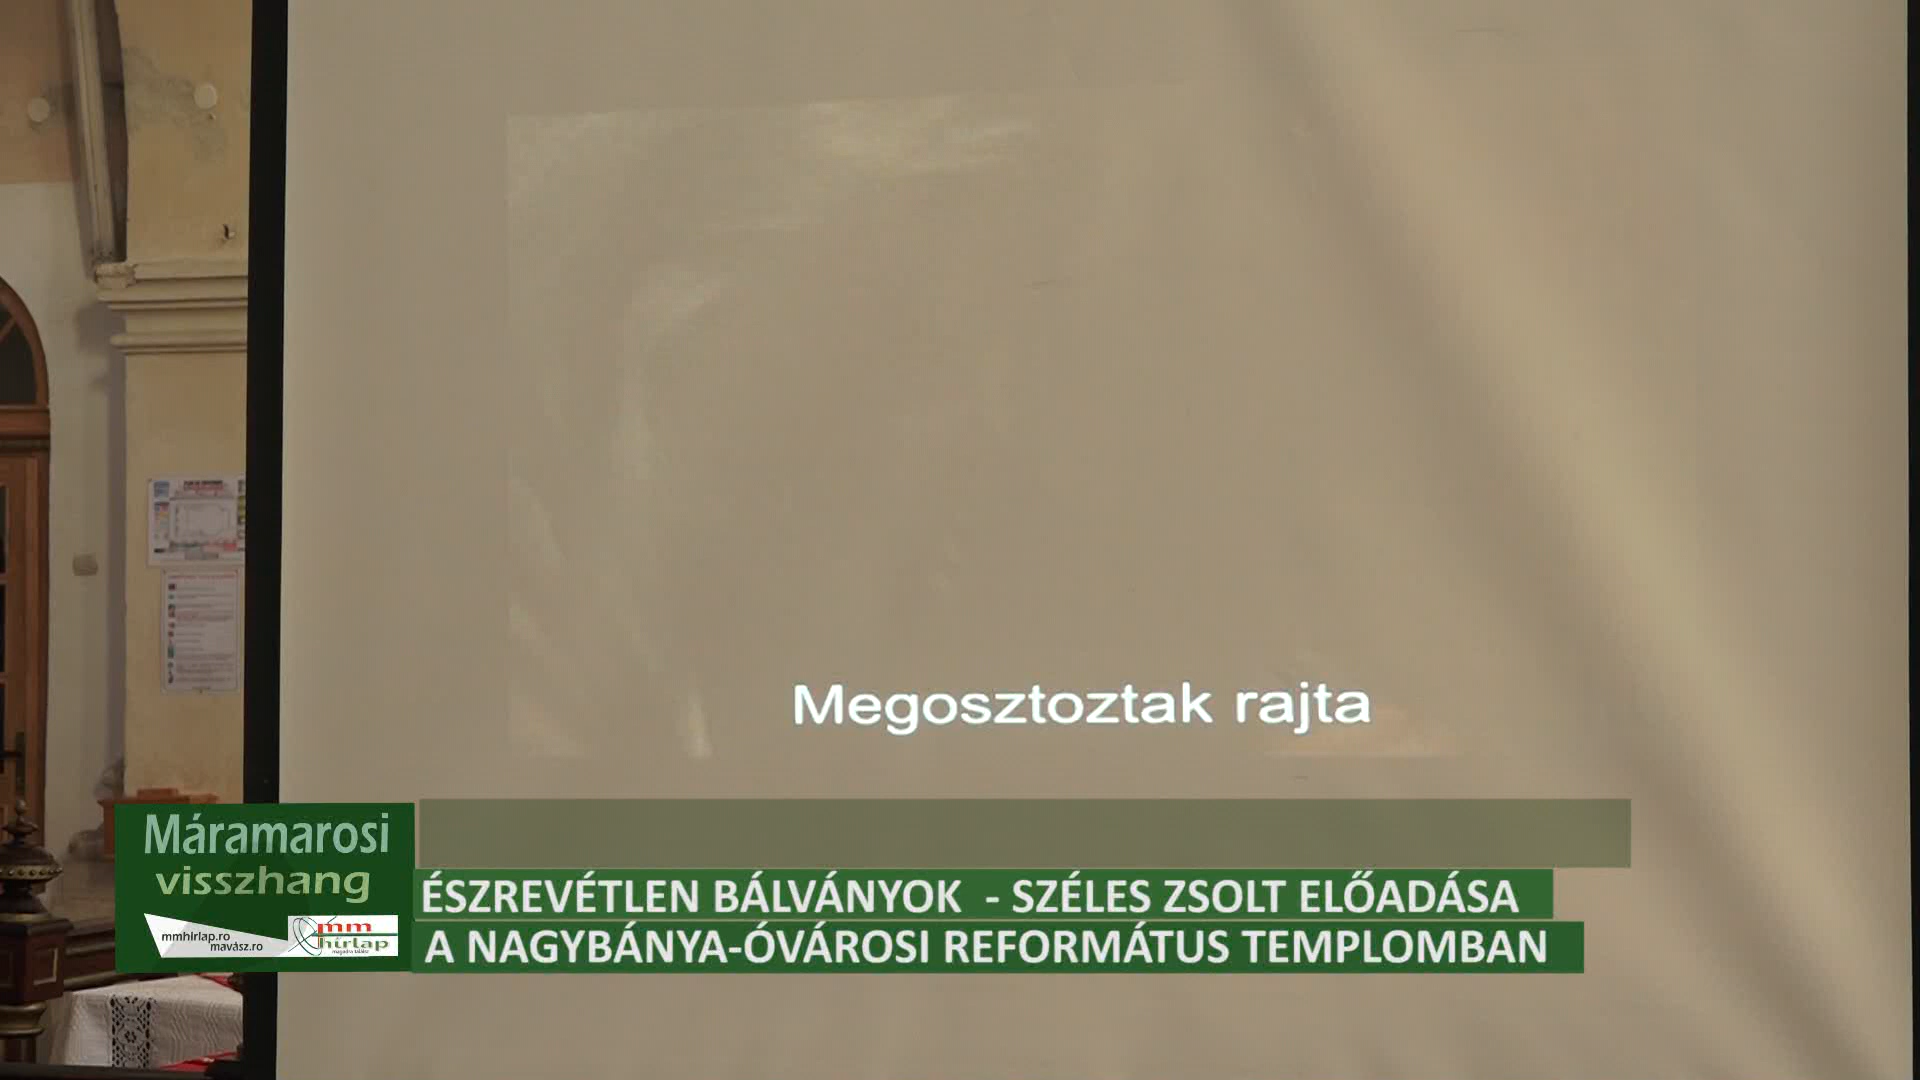 Megosztoztak rajta
Máramarosi
visszhang
mmhirlap.ro
mavász.ro
mm
hírlap
ÉSZREVÉTLEN BÁLVÁNYOK - SZÉLES ZSOLT ELŐADÁSA
A NAGYBÁNYA-ÓVÁROSI REFORMÁTUS TEMPLOMBAN